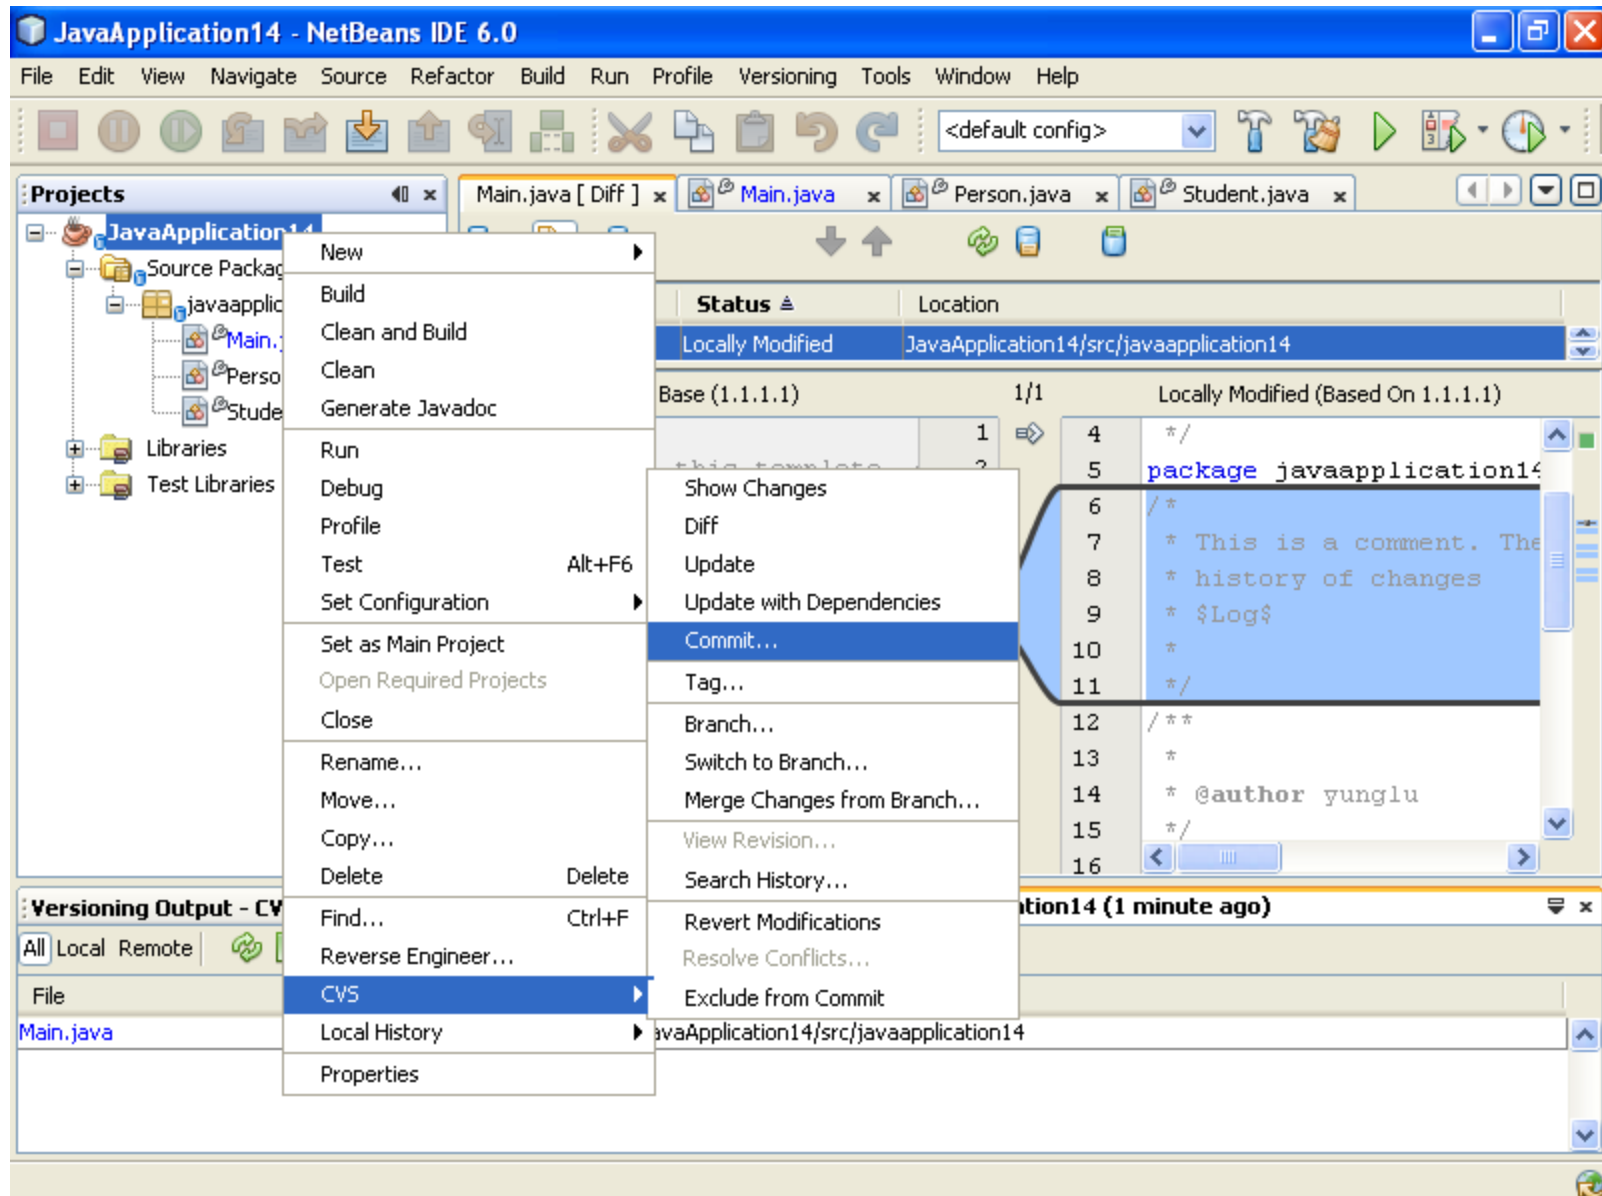 JavaApplication14 - NetBeans IDE 6.0
File Edit View Navigate Source Refactor Build Run Profile Versioning Tools Window Help
<default config>
Projects
Main.java [ Diff ] Main.java Person.java Student.java
JavaApplication14
Source Packag
javaapplic
Main.j
Perso
Stude
Libraries
Test Libraries
New
Build
Clean and Build
Clean
Generate Javadoc
Run
Debug
Profile
Test Alt+F6
Set Configuration
Set as Main Project
Open Required Projects
Close
Rename...
Move...
Copy...
Delete Delete
Find... Ctrl+F
Reverse Engineer...
CVS
Local History
Properties
Status Location
Locally Modified JavaApplication14/src/javaapplication14
Base (1.1.1.1) 1/1 Locally Modified (Based On 1.1.1.1)
this template
1
2
Show Changes
Diff
Update
Update with Dependencies
Commit...
Tag...
Branch...
Switch to Branch...
Merge Changes from Branch...
View Revision...
Search History...
Revert Modifications
Resolve Conflicts...
Exclude from Commit
4 */
5 package javaapplication14
6 /*
7 * This is a comment. The
8 * history of changes
9 * $Log$
10 *
11 */
12 /**
13 *
14 * @author yunglu
15 */
16
Versioning Output - CV tion14 (1 minute ago)
All Local Remote
File
Main.java avaApplication14/src/javaapplication14